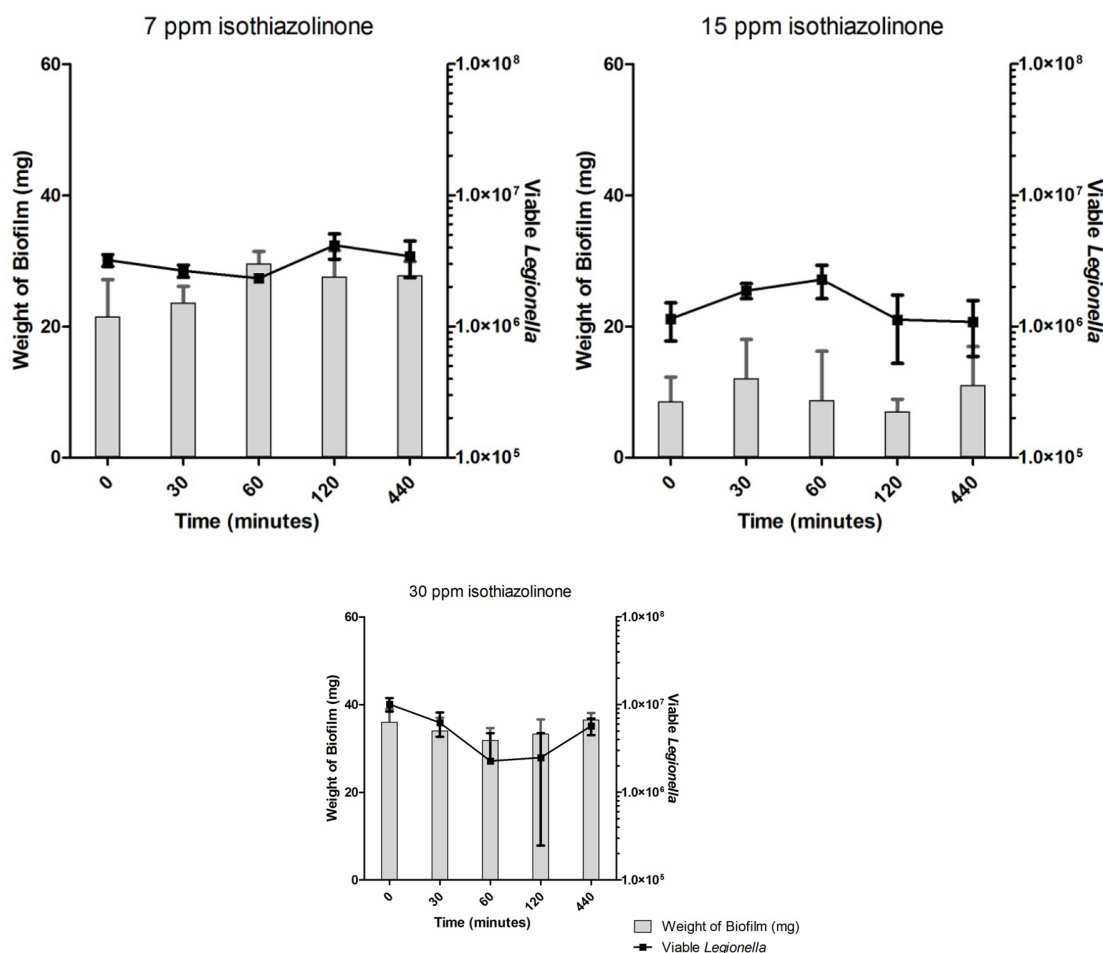 7 ppm isothiazolinone
60
40
20
0
Weight of Biofilm (mg)
1.0×10⁸
1.0×10⁷
1.0×10⁶
1.0×10⁵
Viable Legionella
0
30
60
120
440
Time (minutes)
15 ppm isothiazolinone
60
40
20
0
Weight of Biofilm (mg)
1.0×10⁸
1.0×10⁷
1.0×10⁶
1.0×10⁵
Viable Legionella
0
30
60
120
440
Time (minutes)
30 ppm isothiazolinone
60
40
20
0
Weight of Biofilm (mg)
1.0×10⁸
1.0×10⁷
1.0×10⁶
1.0×10⁵
Viable Legionella
0
30
60
120
440
Time (minutes)
Weight of Biofilm (mg)
Viable Legionella